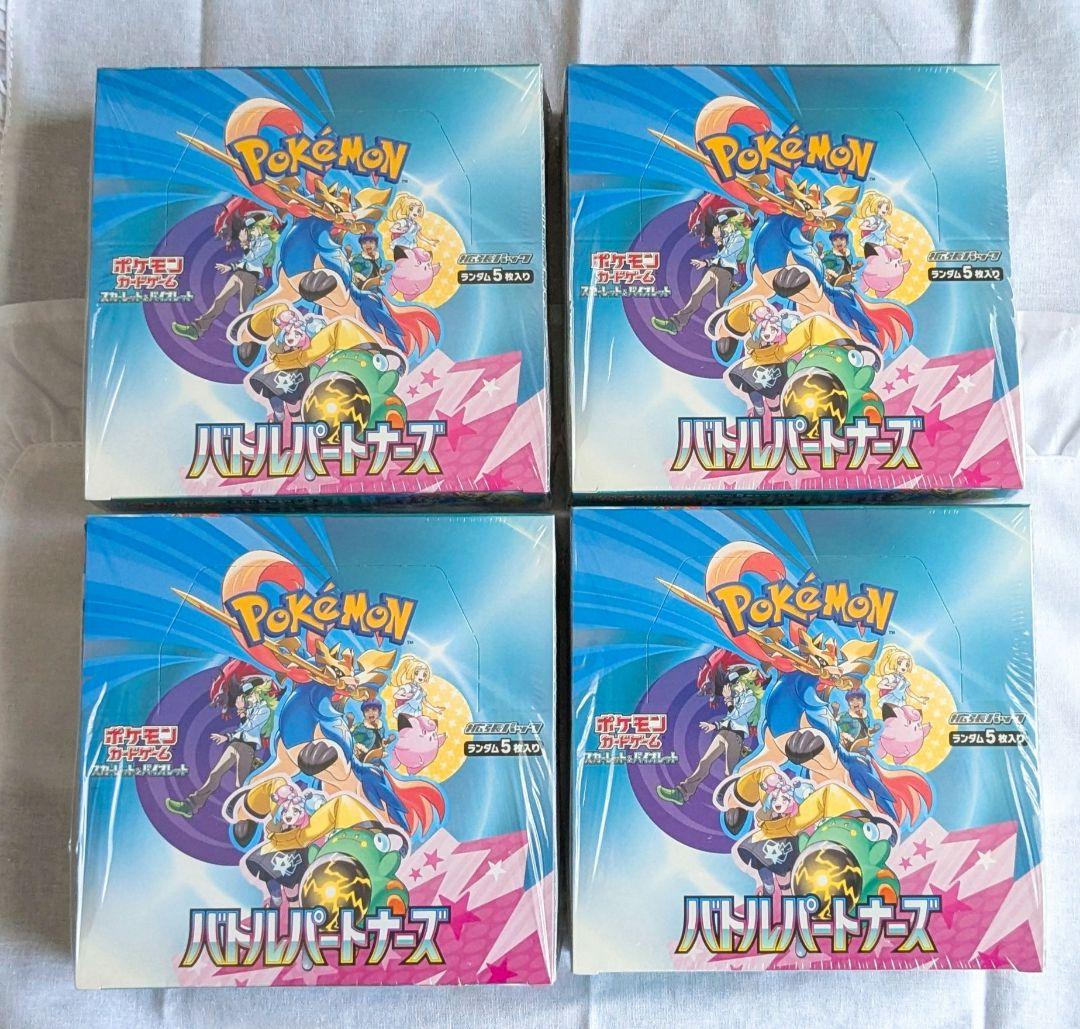 POKéMON
TM
ポケモン
カードゲーム
スカーレット&バイオレット
拡張パック
ランダム5枚入り
バトルパートナーズ
POKéMON
TM
ポケモン
カードゲーム
スカーレット&バイオレット
拡張パック
ランダム5枚入り
バトルパートナーズ
POKéMON
TM
ポケモン
カードゲーム
スカーレット&バイオレット
拡張パック
ランダム5枚入り
バトルパートナーズ
POKéMON
TM
ポケモン
カードゲーム
スカーレット&バイオレット
拡張パック
ランダム5枚入り
バトルパートナーズ